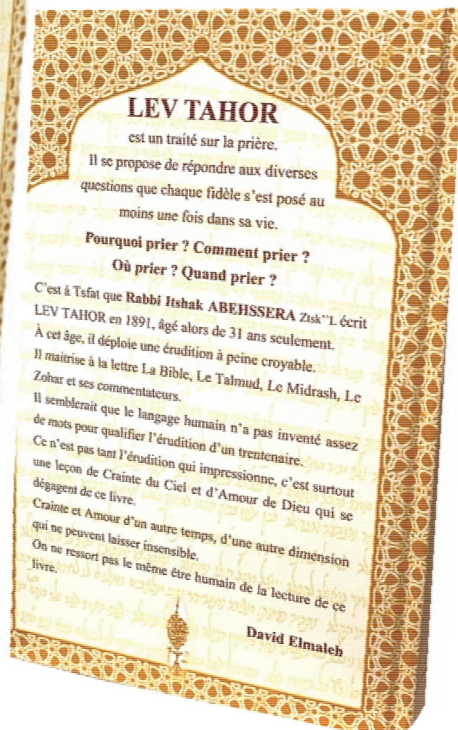 LEV TAHOR
est un traité sur la prière.
Il se propose de répondre aux diverses
questions que chaque fidèle s'est posé au
moins une fois dans sa vie.
Pourquoi prier ? Comment prier ?
Où prier ? Quand prier ?
C'est à Tsfat que Rabbi Itshak ABEHSSERA Ztsk"L écrit
LEV TAHOR en 1891, âgé alors de 31 ans seulement.
À cet âge, il déploie une érudition à peine croyable.
Il maitrise à la lettre La Bible, Le Talmud, Le Midrash, Le
Zohar et ses commentateurs.
Il semblerait que le langage humain n'a pas inventé assez
de mots pour qualifier l'érudition d'un trentenaire.
Ce n'est pas tant l'érudition qui impressionne, c'est surtout
une leçon de Crainte du Ciel et d'Amour de Dieu qui se
dégagent de ce livre.
Crainte et Amour d'un autre temps, d'une autre dimension
qui ne peuvent laisser insensible.
On ne ressort pas le même être humain de la lecture de ce
livre.
David Elmaleh